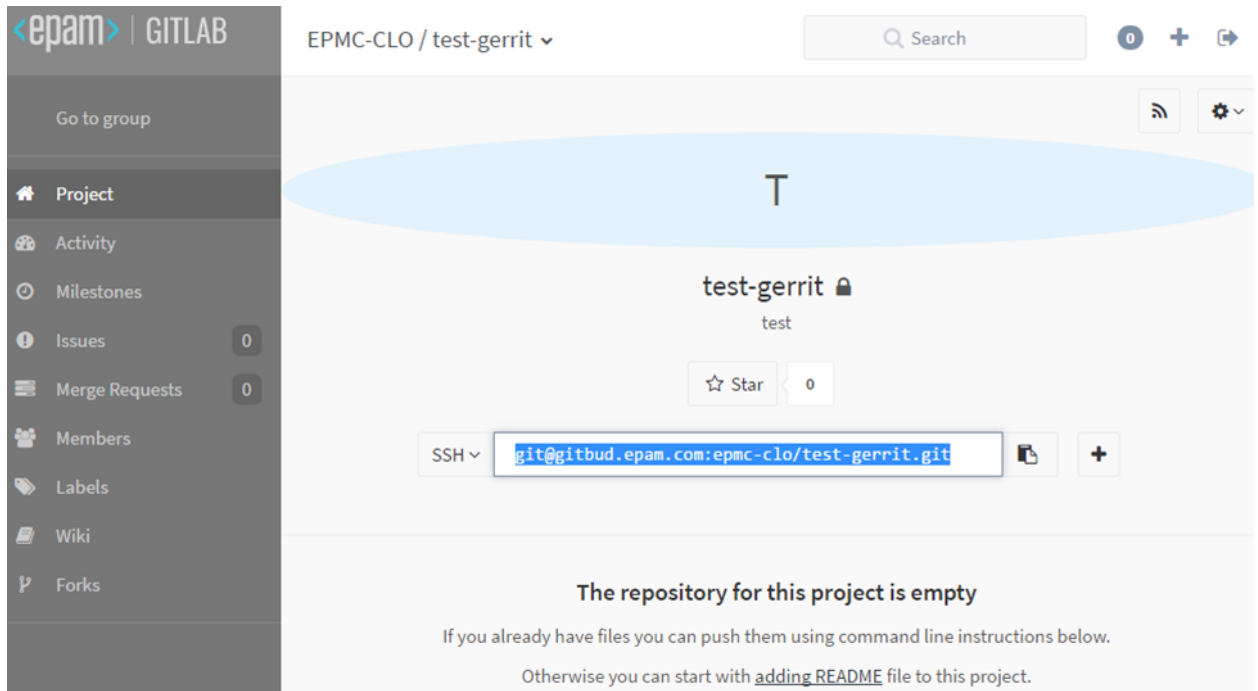 <epam> | GITLAB
EPMC-CLO / test-gerrit
Search
0
Go to group
Project
Activity
Milestones
Issues 0
Merge Requests 0
Members
Labels
Wiki
Forks
T
test-gerrit
test
Star 0
SSH git@gitbud.epam.com:epmc-clo/test-gerrit.git
The repository for this project is empty
If you already have files you can push them using command line instructions below.
Otherwise you can start with adding README file to this project.